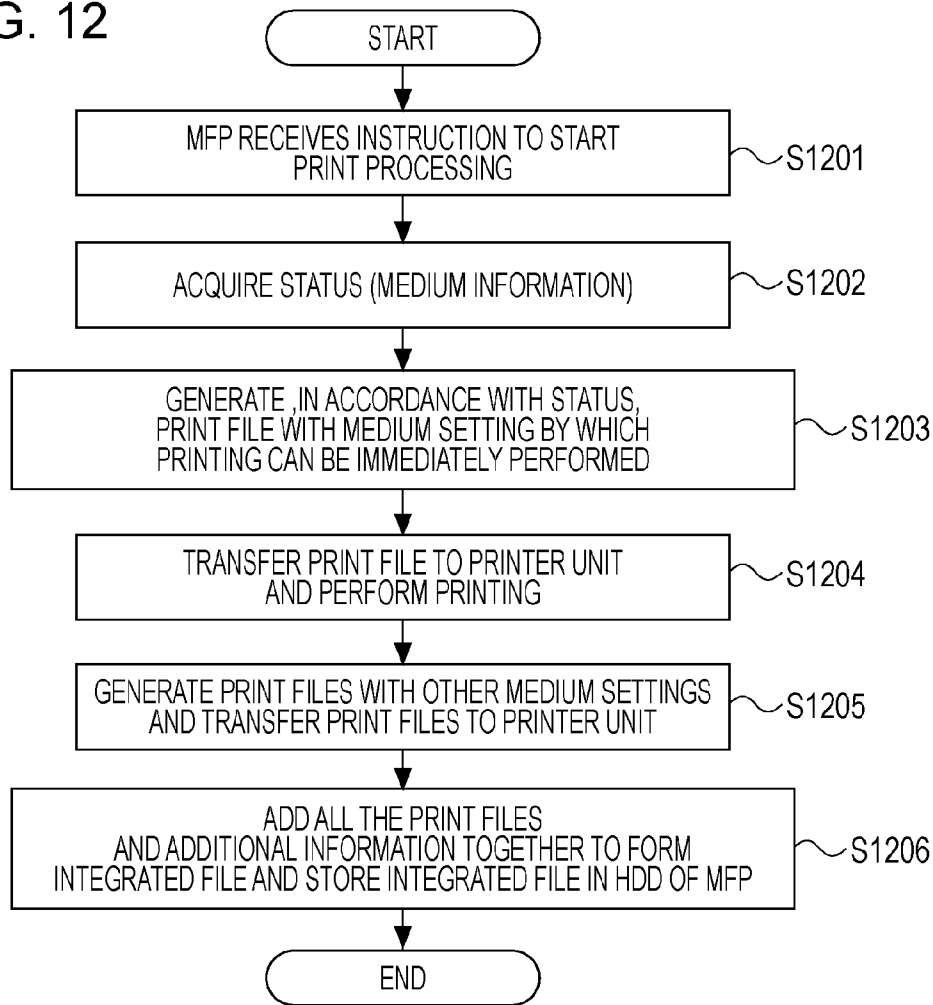 G. 12
START
MFP RECEIVES INSTRUCTION TO START
PRINT PROCESSING
S1201
ACQUIRE STATUS (MEDIUM INFORMATION)
S1202
GENERATE ,IN ACCORDANCE WITH STATUS,
PRINT FILE WITH MEDIUM SETTING BY WHICH
PRINTING CAN BE IMMEDIATELY PERFORMED
S1203
TRANSFER PRINT FILE TO PRINTER UNIT
AND PERFORM PRINTING
S1204
GENERATE PRINT FILES WITH OTHER MEDIUM SETTINGS
AND TRANSFER PRINT FILES TO PRINTER UNIT
S1205
ADD ALL THE PRINT FILES
AND ADDITIONAL INFORMATION TOGETHER TO FORM
INTEGRATED FILE AND STORE INTEGRATED FILE IN HDD OF MFP
S1206
END